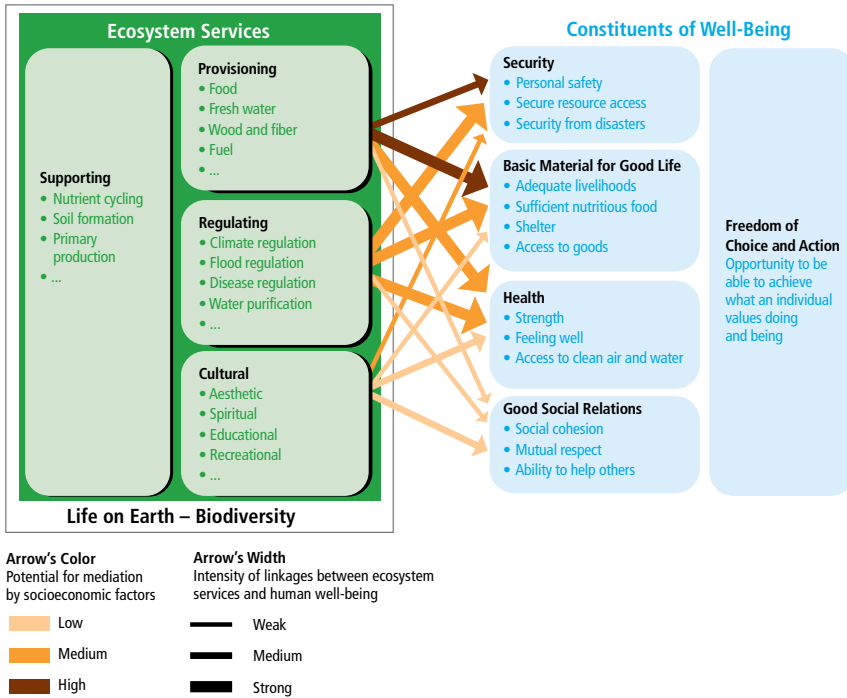 Ecosystem Services
Supporting
• Nutrient cycling
• Soil formation
• Primary
production
• ...
Provisioning
• Food
• Fresh water
• Wood and fiber
• Fuel
• ...
Regulating
• Climate regulation
• Flood regulation
• Disease regulation
• Water purification
• ...
Cultural
• Aesthetic
• Spiritual
• Educational
• Recreational
• ...
Life on Earth – Biodiversity
Constituents of Well-Being
Security
• Personal safety
• Secure resource access
• Security from disasters
Basic Material for Good Life
• Adequate livelihoods
• Sufficient nutritious food
• Shelter
• Access to goods
Health
• Strength
• Feeling well
• Access to clean air and water
Good Social Relations
• Social cohesion
• Mutual respect
• Ability to help others
Freedom of
Choice and Action
Opportunity to be
able to achieve
what an individual
values doing
and being
Arrow's Color
Potential for mediation
by socioeconomic factors
Low
Medium
High
Arrow's Width
Intensity of linkages between ecosystem
services and human well-being
Weak
Medium
Strong